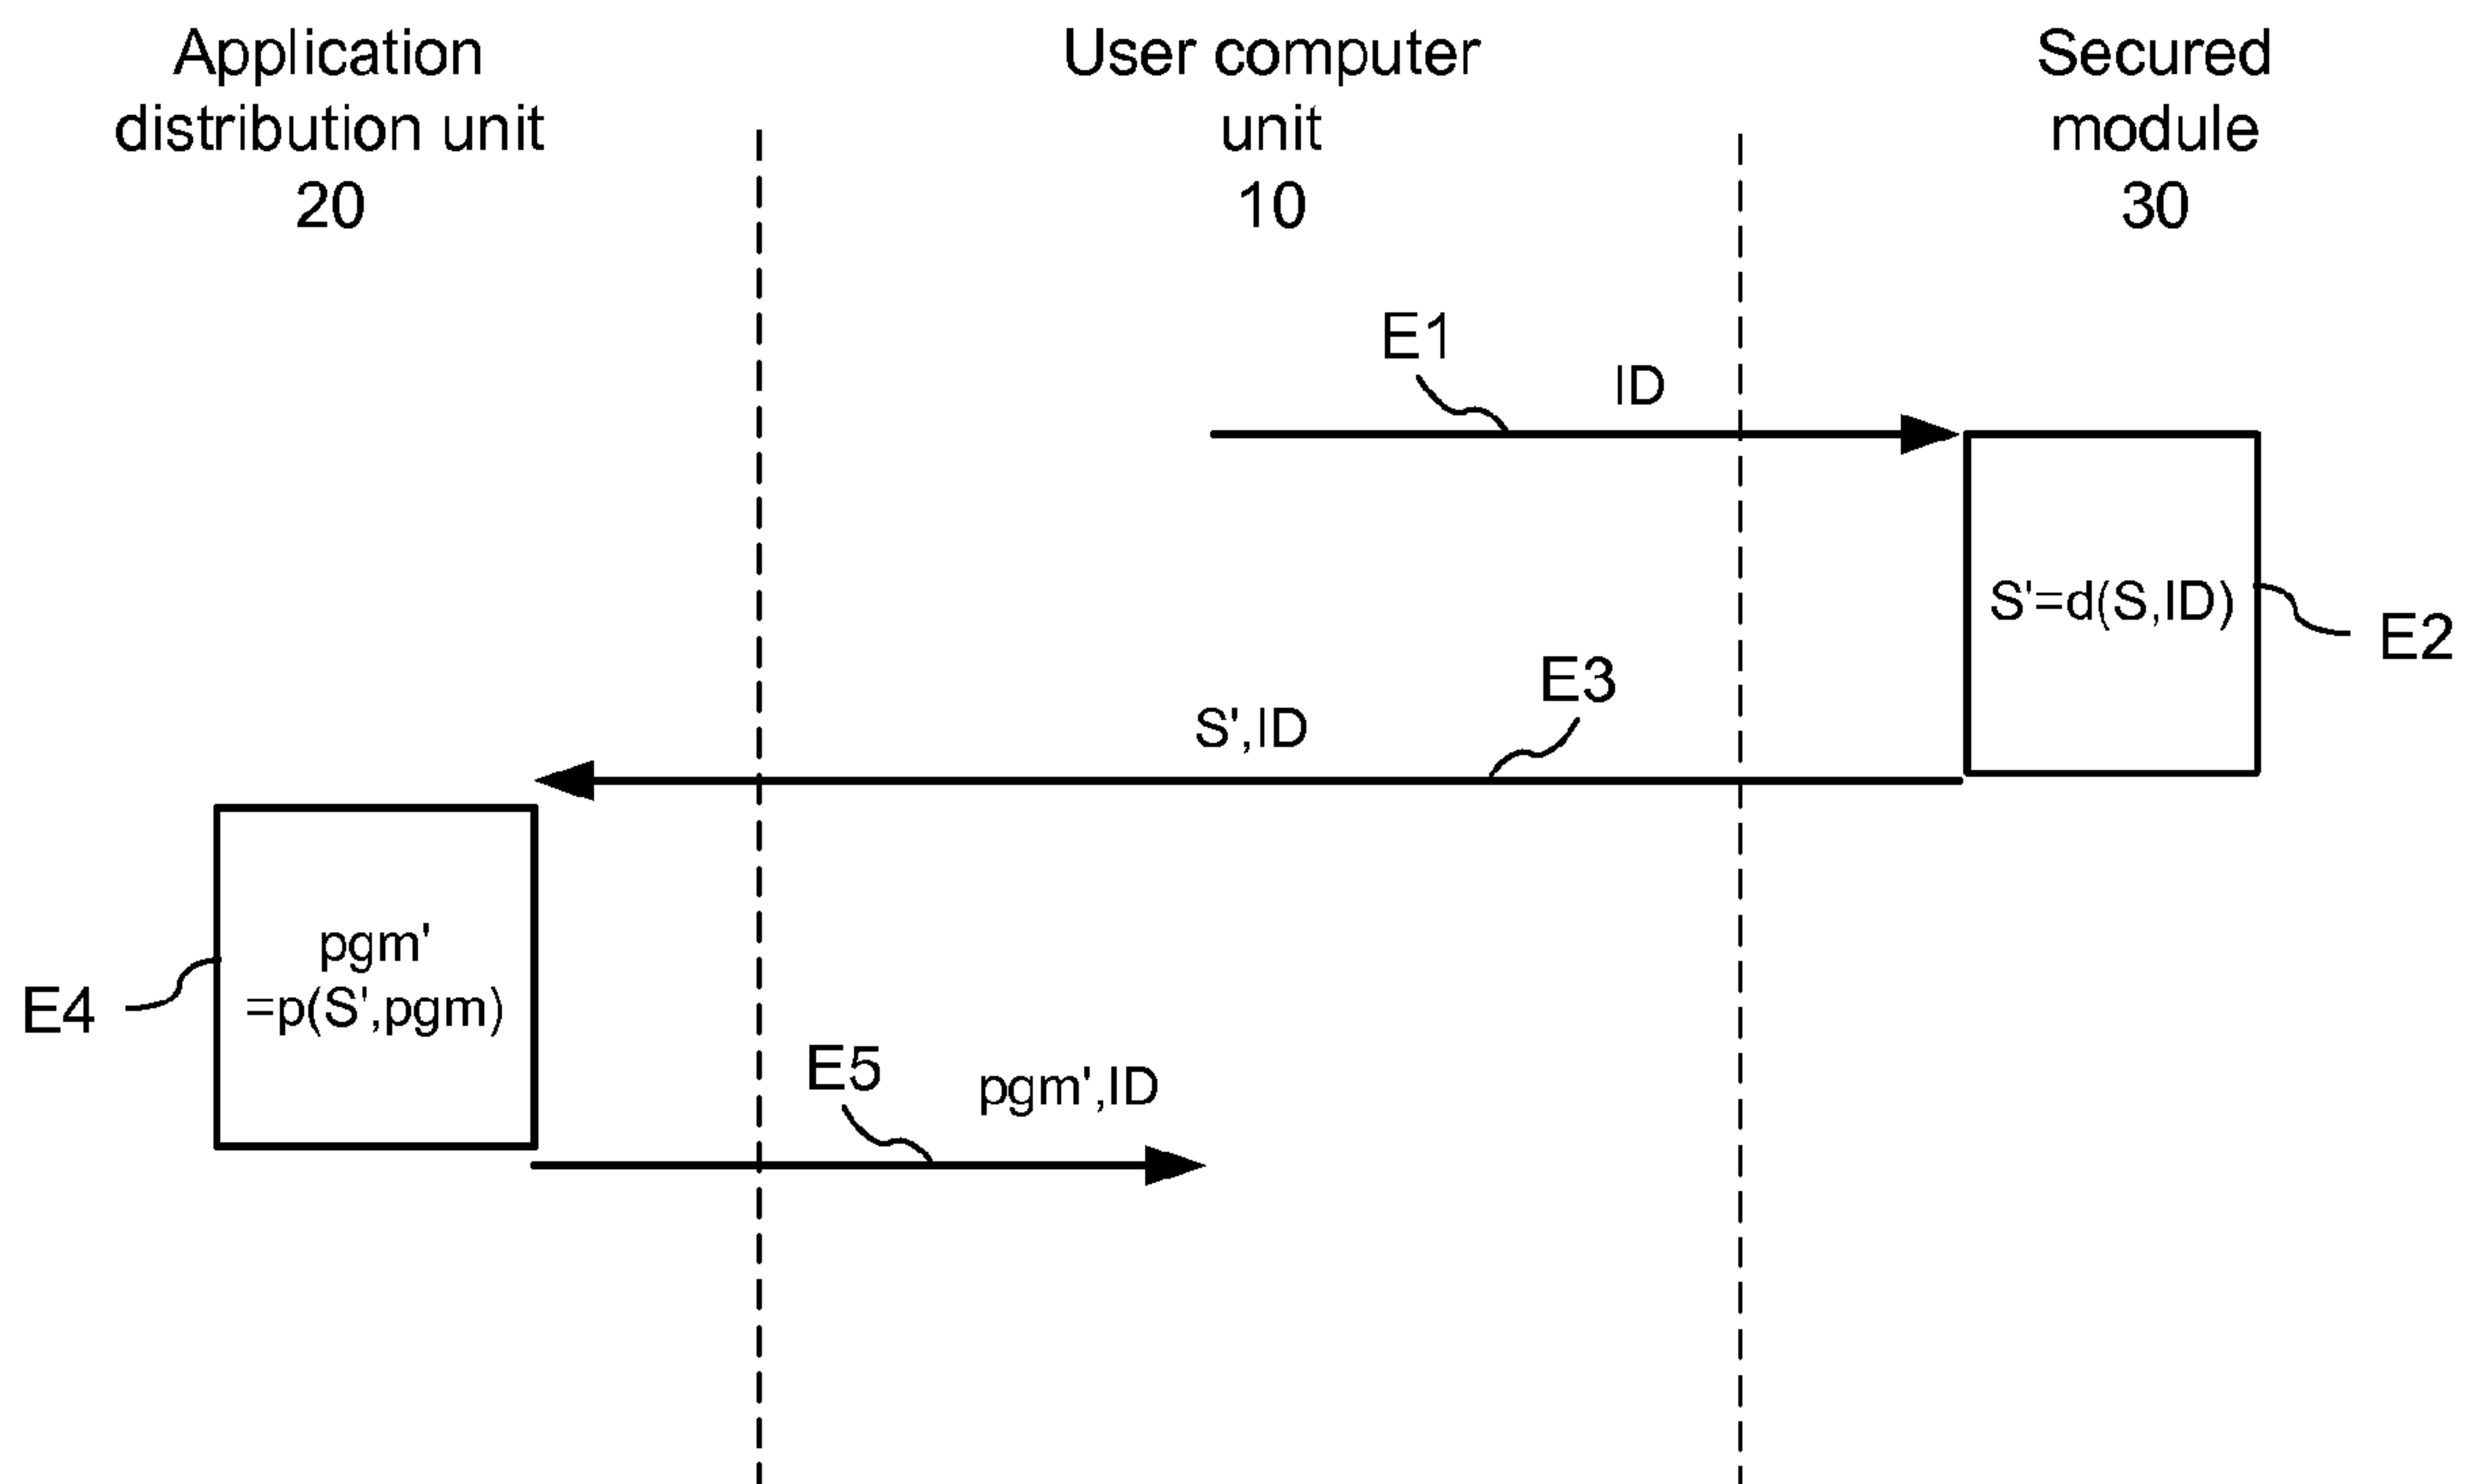 Application
distribution unit
20
User computer
unit
10
Secured
module
30
E1
ID
S'=d(S,ID)
E2
E3
S',ID
pgm'
=p(S',pgm)
E4
E5
pgm',ID